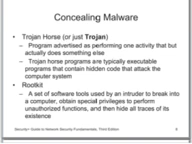 Concealing Malware
• Trojan Horse (or just Trojan)
– Program advertised as performing one activity that but
actually does something else
– Trojan horse programs are typically executable
programs that contain hidden code that attack the
computer system
• Rootkit
– A set of software tools used by an intruder to break into
a computer, obtain special privileges to perform
unauthorized functions, and then hide all traces of its
existence
Security+ Guide to Network Security Fundamentals, Third Edition